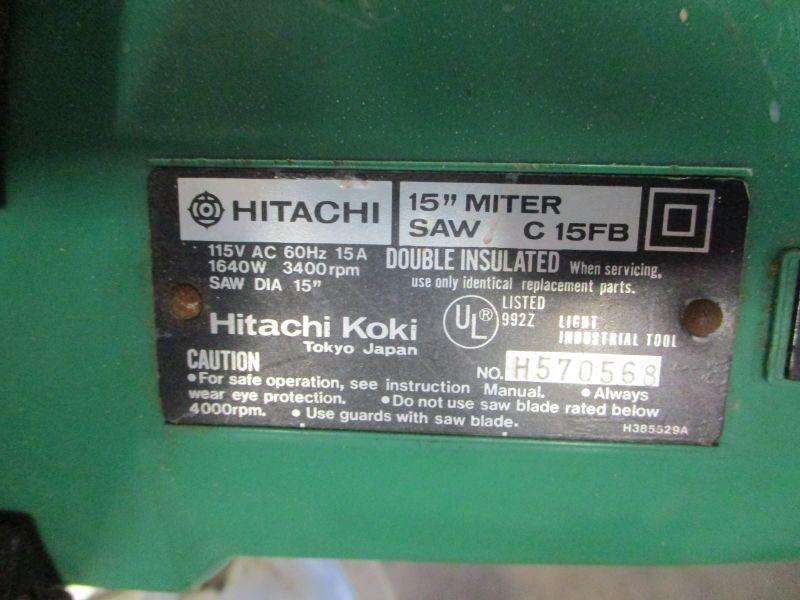 HITACHI
15" MITER
SAW C 15FB
115V AC 60Hz 15A
1640W 3400rpm
SAW DIA 15"
DOUBLE INSULATED When servicing,
use only identical replacement parts.
Hitachi Koki
Tokyo Japan
UL®
LISTED
992Z
LIGHT
INDUSTRIAL TOOL
NO. H570568
CAUTION
•For safe operation, see instruction Manual. •Always
wear eye protection. •Do not use saw blade rated below
4000rpm. •Use guards with saw blade.
H385529A